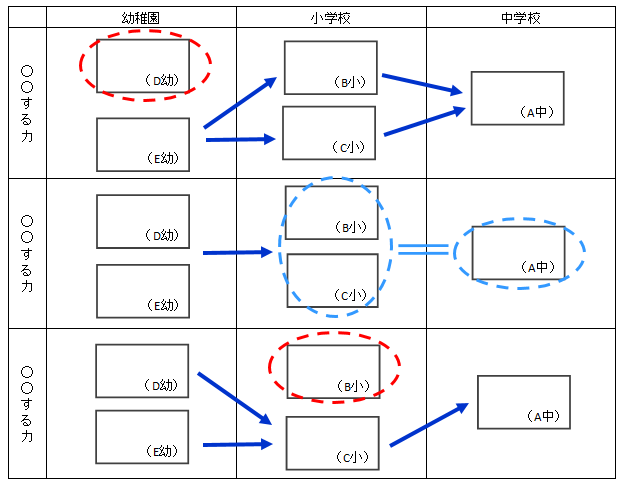 幼稚園 小学校 中学校
〇〇する力
（D幼）
（E幼）
（B小）
（C小）
（A中）
〇〇する力
（D幼）
（E幼）
（B小）
（C小）
（A中）
〇〇する力
（D幼）
（E幼）
（B小）
（C小）
（A中）